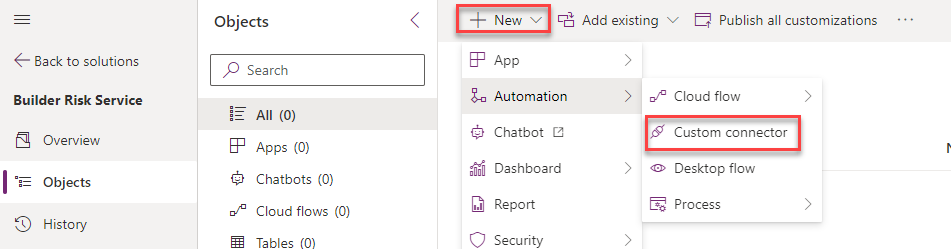 Back to solutions
Builder Risk Service
Overview
Objects
History
Objects
Search
All (0)
Apps (0)
Chatbots (0)
Cloud flows (0)
Tables (0)
New
Add existing
Publish all customizations
App
Automation
Chatbot
Dashboard
Report
Security
Cloud flow
Custom connector
Desktop flow
Process
N